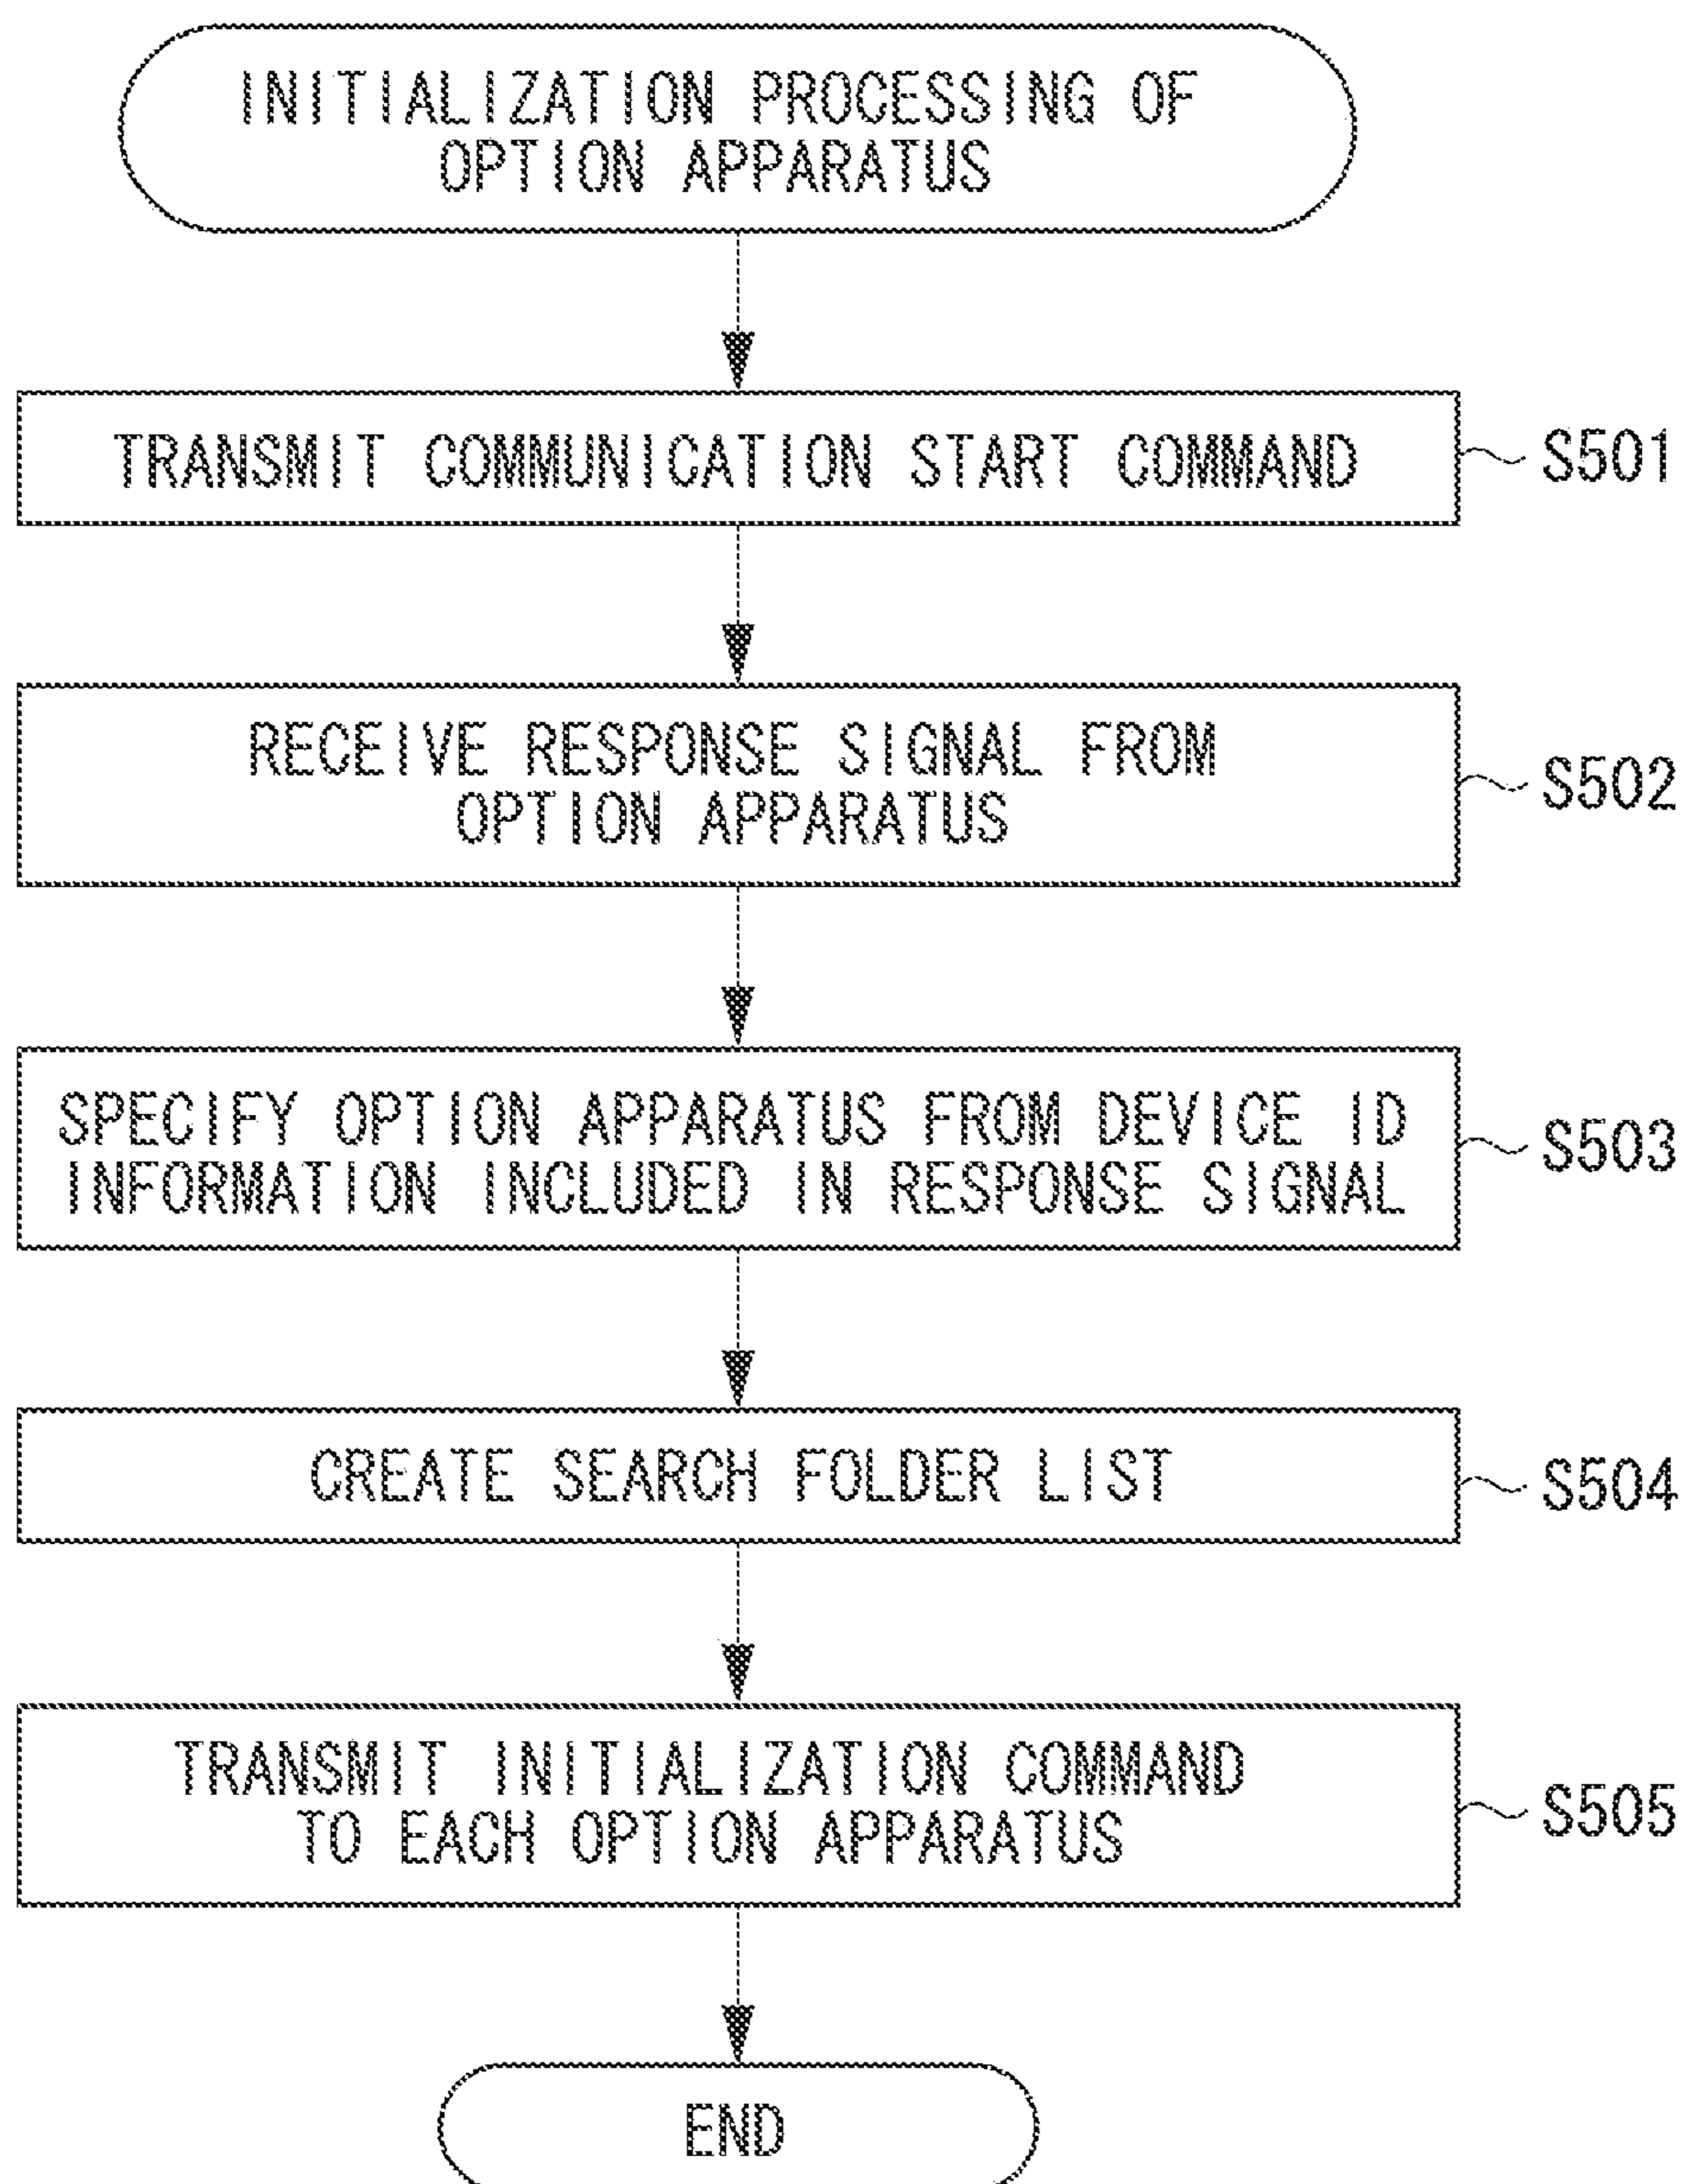 INITIALIZATION PROCESSING OF
OPTION APPARATUS
TRANSMIT COMMUNICATION START COMMAND
S501
RECEIVE RESPONSE SIGNAL FROM
OPTION APPARATUS
S502
SPECIFY OPTION APPARATUS FROM DEVICE ID
INFORMATION INCLUDED IN RESPONSE SIGNAL
S503
CREATE SEARCH FOLDER LIST
S504
TRANSMIT INITIALIZATION COMMAND
TO EACH OPTION APPARATUS
S505
END